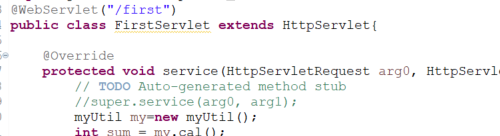 @WebServlet("/first")
public class FirstServlet extends HttpServlet{
@Override
protected void service(HttpServletRequest arg0, HttpServl
// TODO Auto-generated method stub
//super.service(arg0, arg1);
myUtil my=new myUtil();
int sum = my.cal();